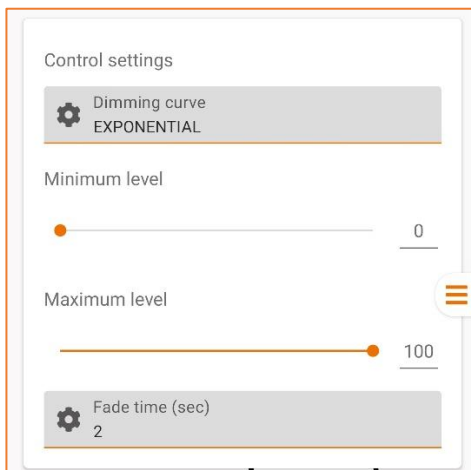 Control settings
Dimming curve
EXPONENTIAL
Minimum level
0
Maximum level
100
Fade time (sec)
2